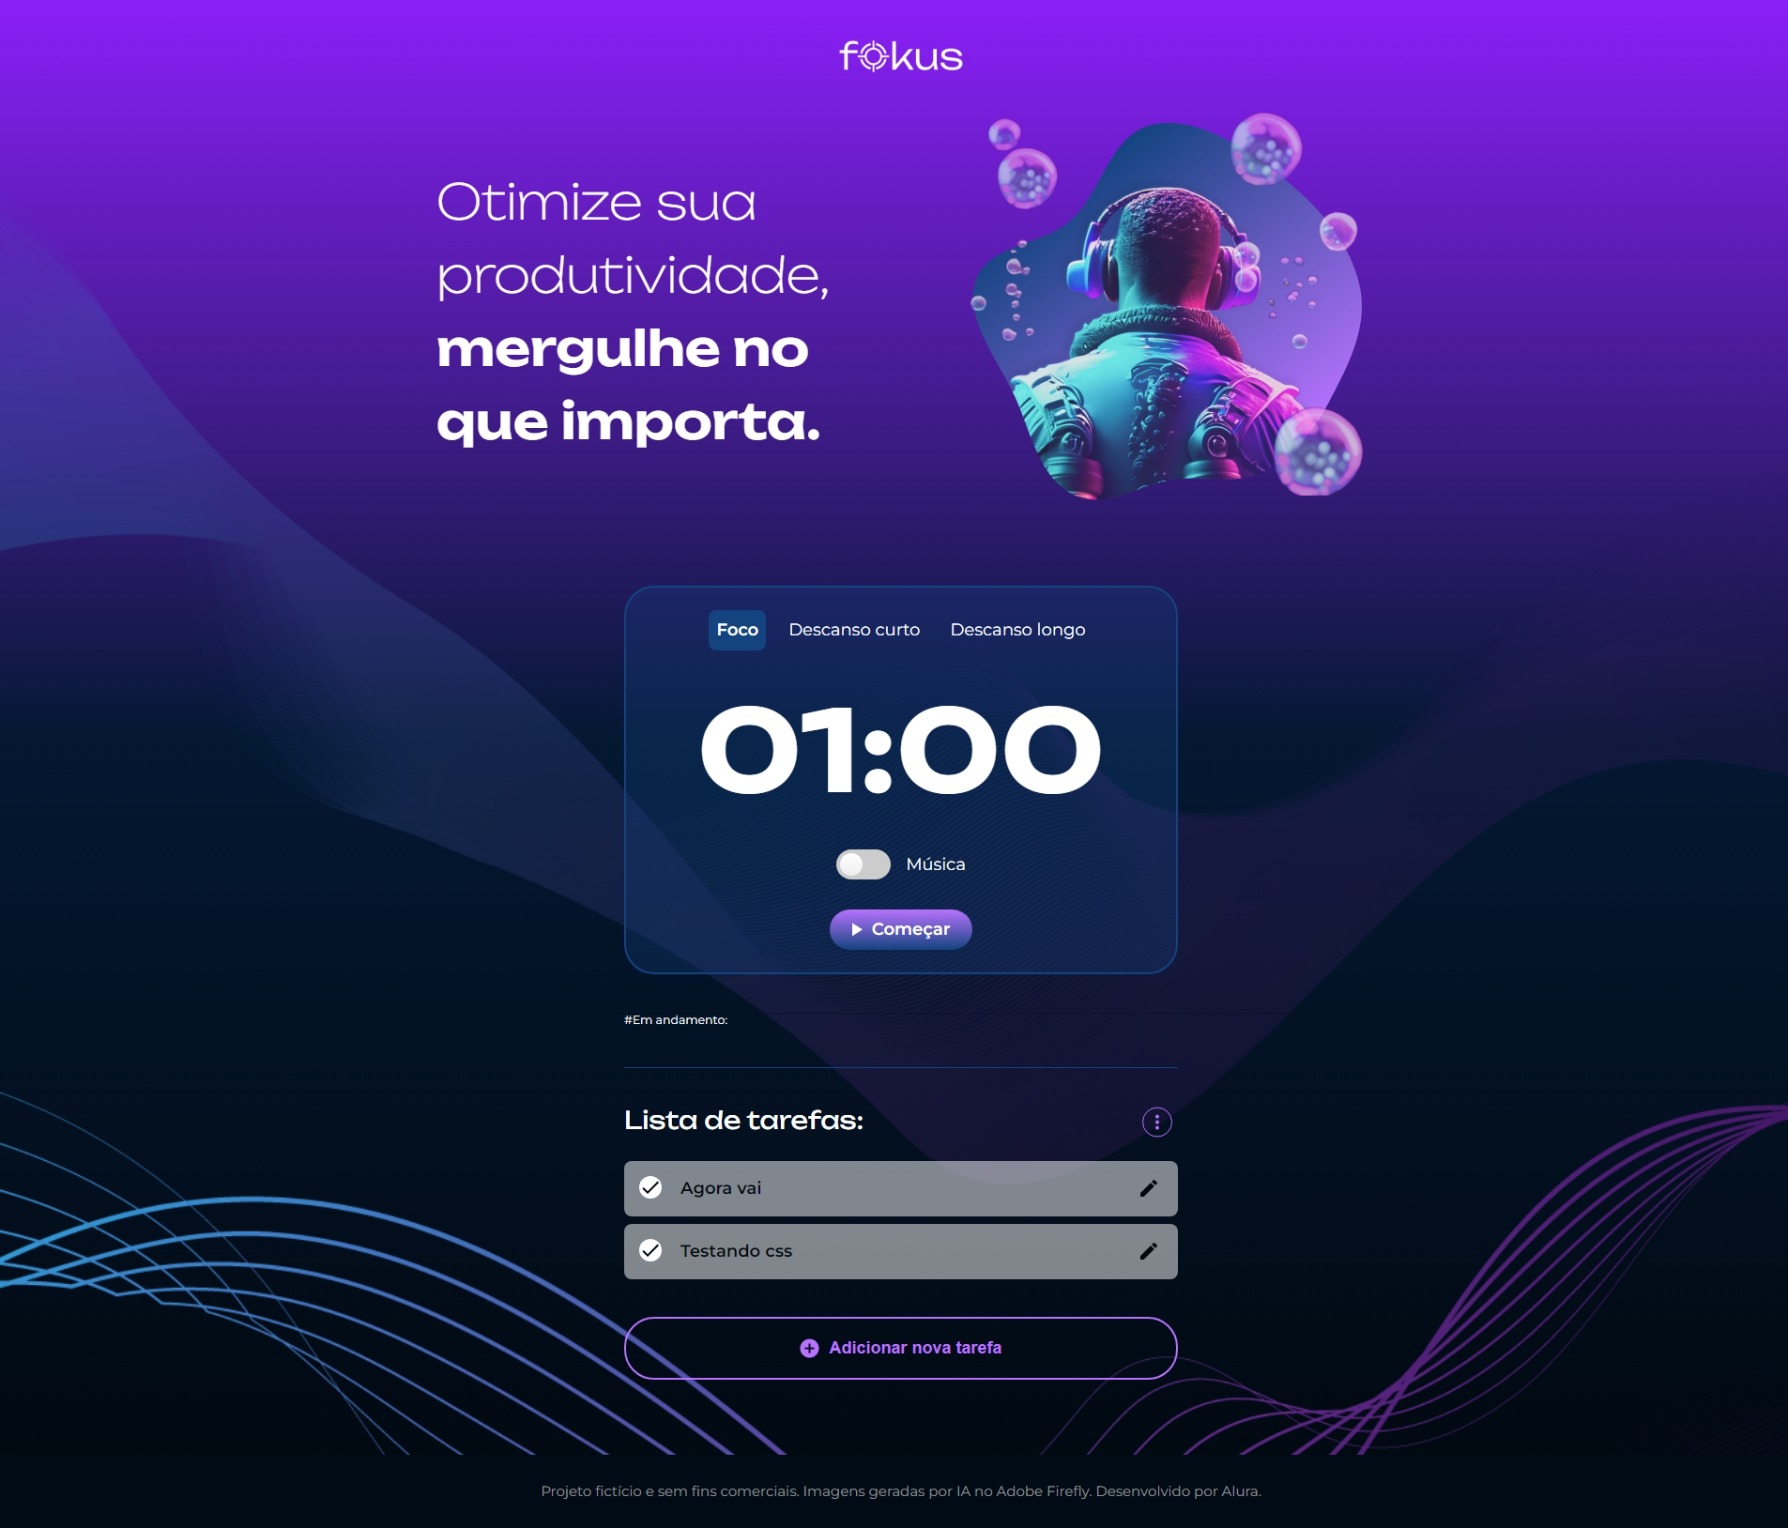 fokus
Otimize sua
produtividade,
mergulhe no
que importa.
Foco Descanso curto Descanso longo
01:00
Música
Começar
#Em andamento:
Lista de tarefas:
Agora vai
Testando css
Adicionar nova tarefa
Projeto fictício e sem fins comerciais. Imagens geradas por IA no Adobe Firefly. Desenvolvido por Alura.